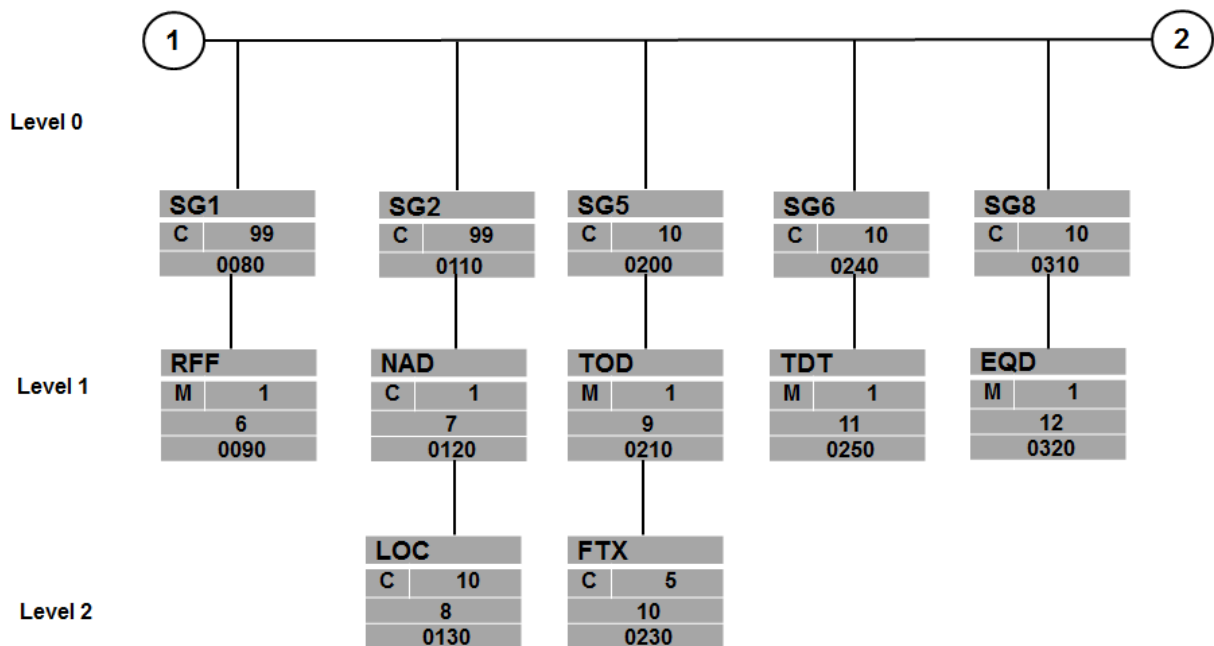 1 2
Level 0
SG1 SG2 SG5 SG6 SG8
C 99 C 99 C 10 C 10 C 10
0080 0110 0200 0240 0310
Level 1
RFF NAD TOD TDT EQD
M 1 C 1 M 1 M 1 M 1
6 7 9 11 12
0090 0120 0210 0250 0320
LOC FTX
C 10 C 5
Level 2
8 10
0130 0230